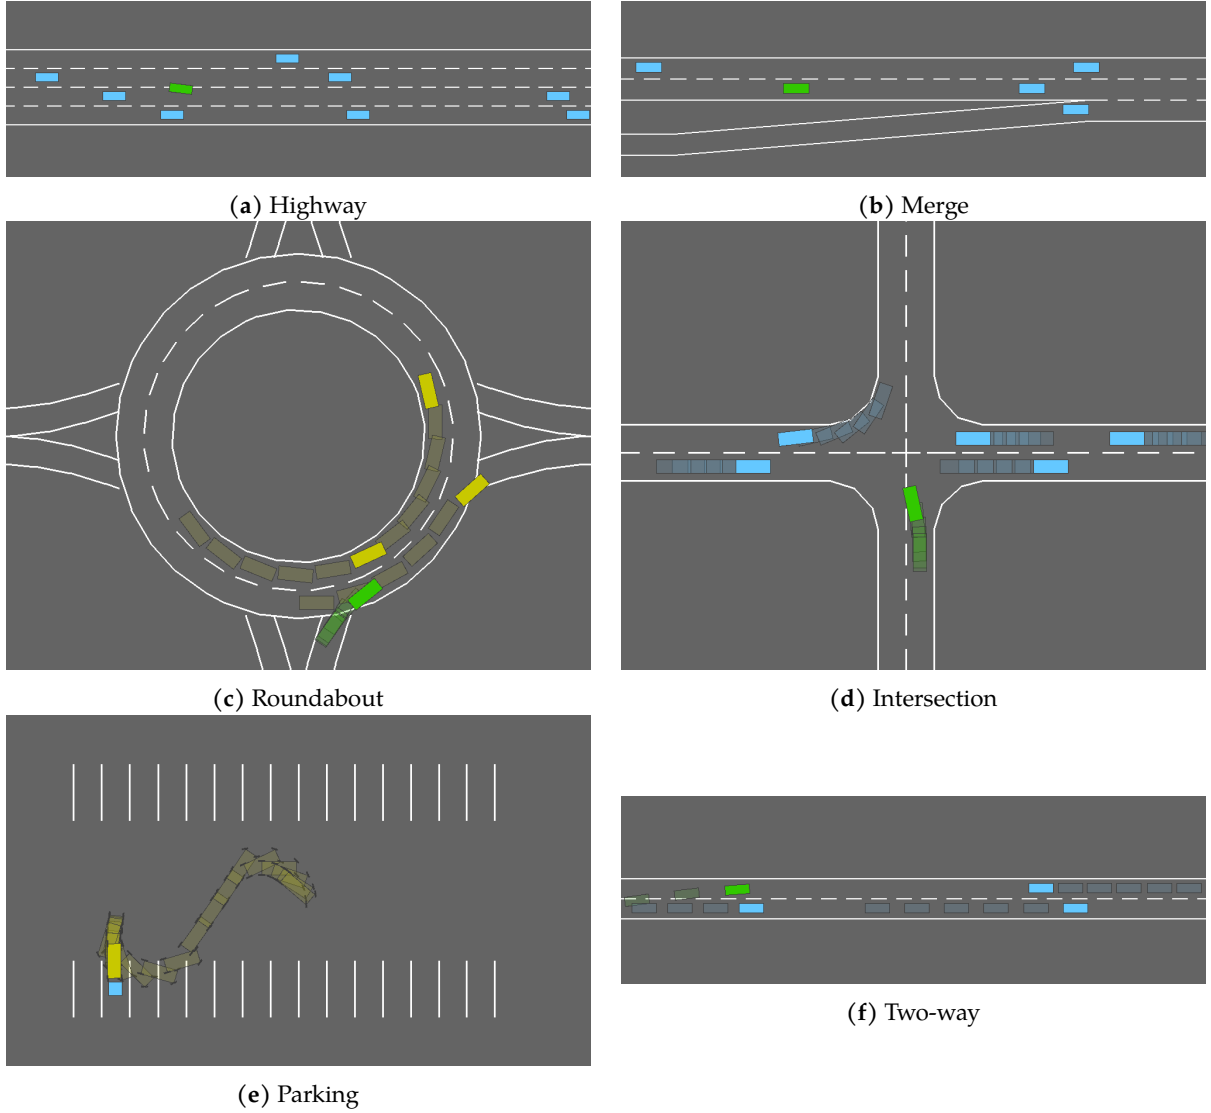 (a) Highway
(b) Merge
(c) Roundabout
(d) Intersection
(e) Parking
(f) Two-way